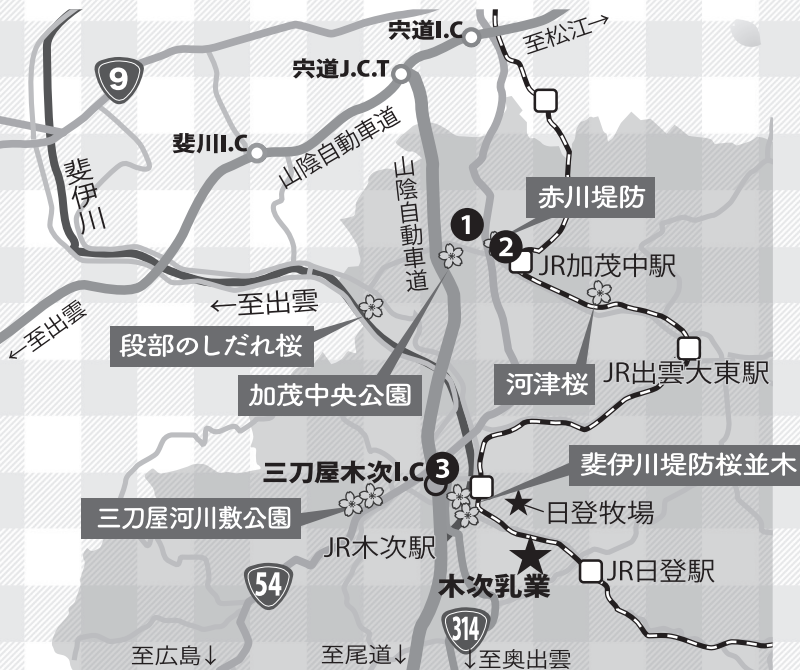 宍道I.C
至松江→
宍道J.C.T
9
斐川I.C
山陰自動車道
斐伊川
山陰自動車道
赤川堤防
1
2
JR加茂中駅
←至出雲
←至出雲
段部のしだれ桜
加茂中央公園
河津桜
JR出雲大東駅
斐伊川堤防桜並木
三刀屋木次I.C
3
三刀屋河川敷公園
日登牧場
JR木次駅
木次乳業
JR日登駅
54
314
至広島↓
至尾道↓
↓至奥出雲